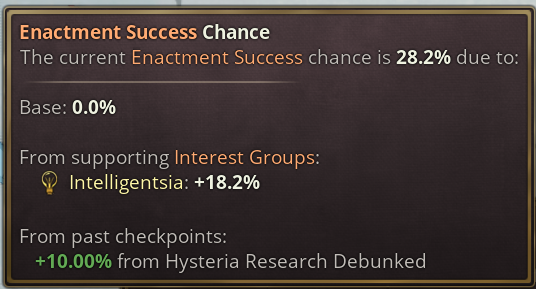 Enactment Success Chance
The current Enactment Success chance is 28.2% due to:
Base: 0.0%
From supporting Interest Groups:
Intelligentsia: +18.2%
From past checkpoints:
+10.00% from Hysteria Research Debunked